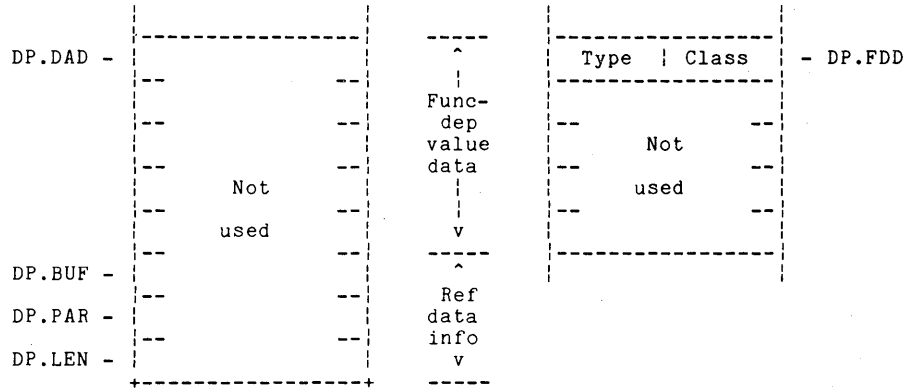 DP.DAD - Type | Class - DP.FDD
Func-
dep
value
data
Not
used
Not
used
DP.BUF -
Ref
DP.PAR - data
info
DP.LEN -